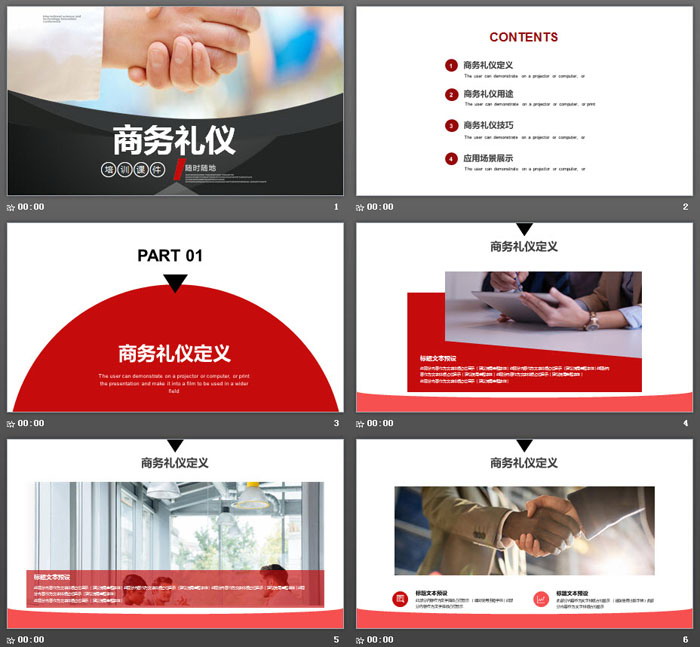 商务礼仪
培训课件
随时随地
00:00
1
CONTENTS
1 商务礼仪定义
The user can demonstrate on a projector or computer, or
2 商务礼仪用途
The user can demonstrate on a projector or computer, or print
3 商务礼仪技巧
The user can demonstrate on a projector or computer, or
4 应用场景展示
The user can demonstrate on a projector or computer, or
00:00
2
PART 01
商务礼仪定义
The user can demonstrate on a projector or computer, or print
the presentation and make it into a film to be used in a wider
field
00:00
3
商务礼仪定义
标题文本预设
00:00
4
商务礼仪定义
标题文本预设
00:00
5
商务礼仪定义
标题文本预设
标题文本预设
00:00
6